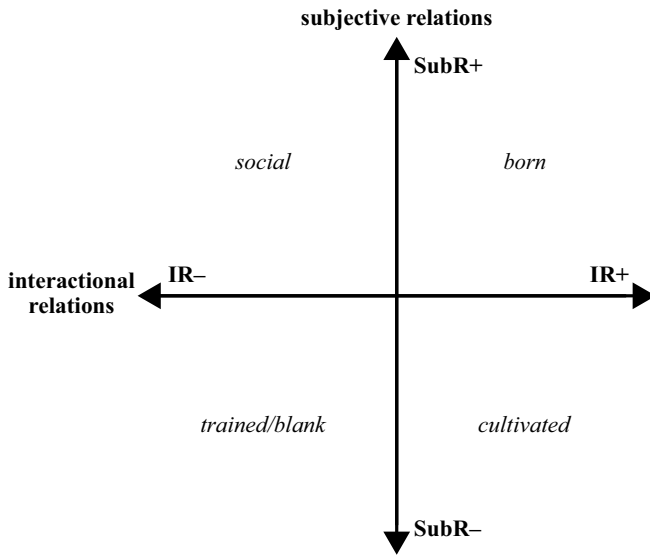 subjective relations
SubR+
social
born
IR–
IR+
interactional
relations
trained/blank
cultivated
SubR–